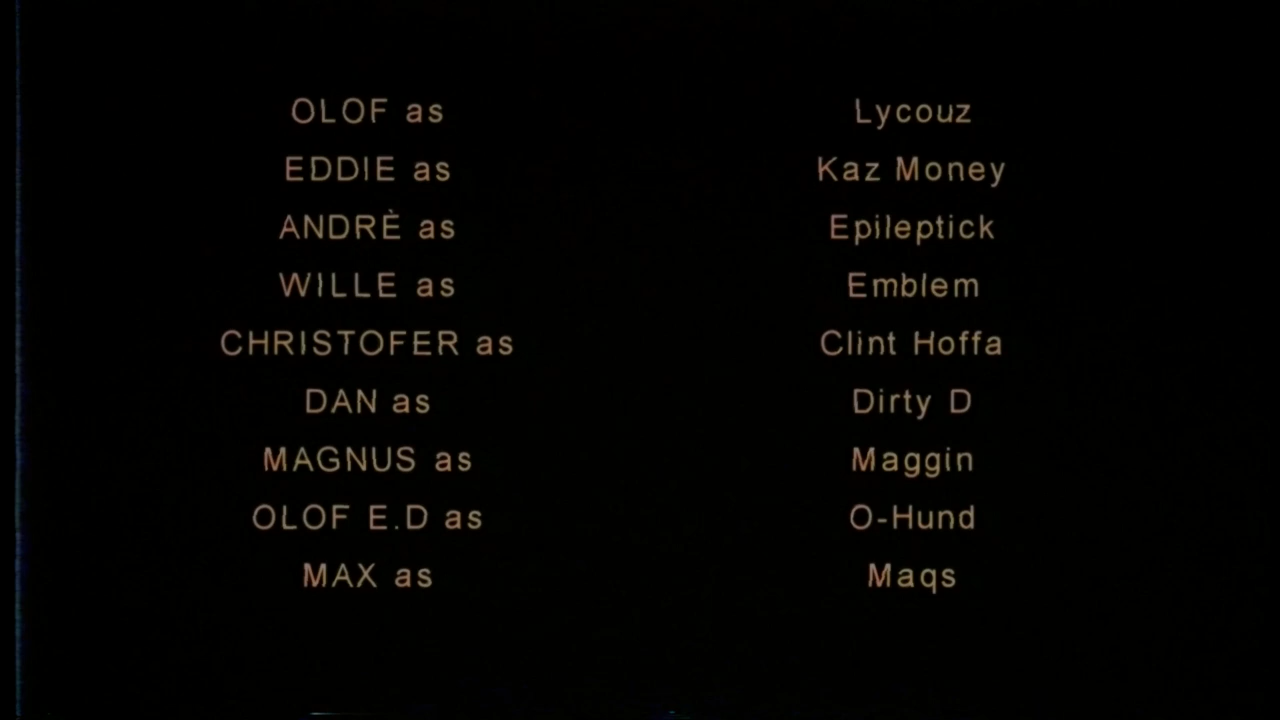 OLOF as Lycouz
EDDIE as Kaz Money
ANDRÈ as Epileptick
WILLE as Emblem
CHRISTOFER as Clint Hoffa
DAN as Dirty D
MAGNUS as Maggin
OLOF E.D as O-Hund
MAX as Maqs